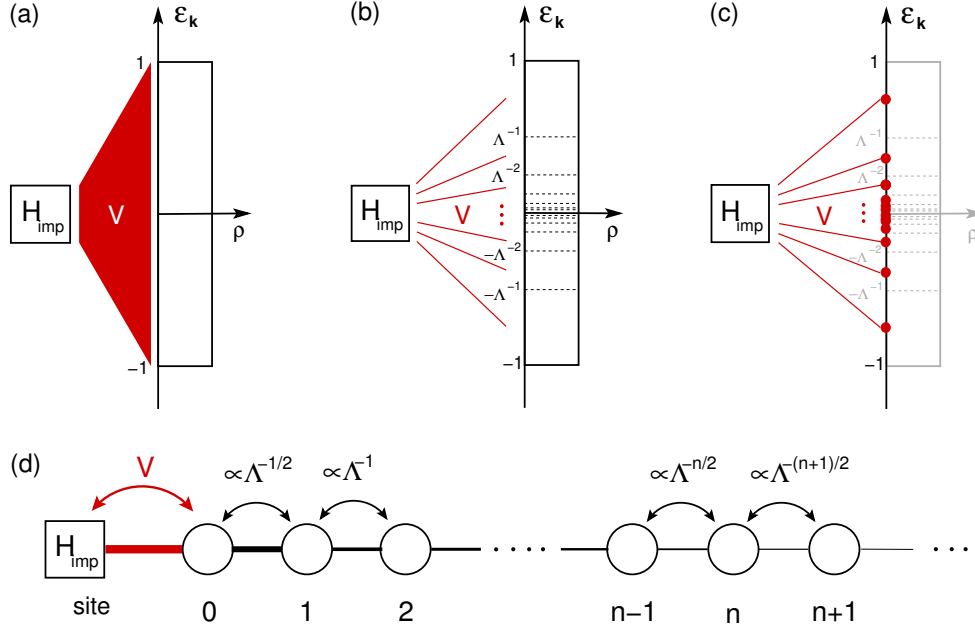 (a)
ε_k
1
H_imp
V
ρ
−1
(b)
ε_k
1
Λ^{-1}
Λ^{-2}
H_imp
V
ρ
−Λ^{-2}
−Λ^{-1}
−1
(c)
ε_k
1
Λ^{-1}
Λ^{-2}
H_imp
V
ρ
−Λ^{-2}
−Λ^{-1}
−1
(d)
V ∝Λ^{-1/2} ∝Λ^{-1} ∝Λ^{-n/2} ∝Λ^{-(n+1)/2}
H_imp
site 0 1 2 n−1 n n+1